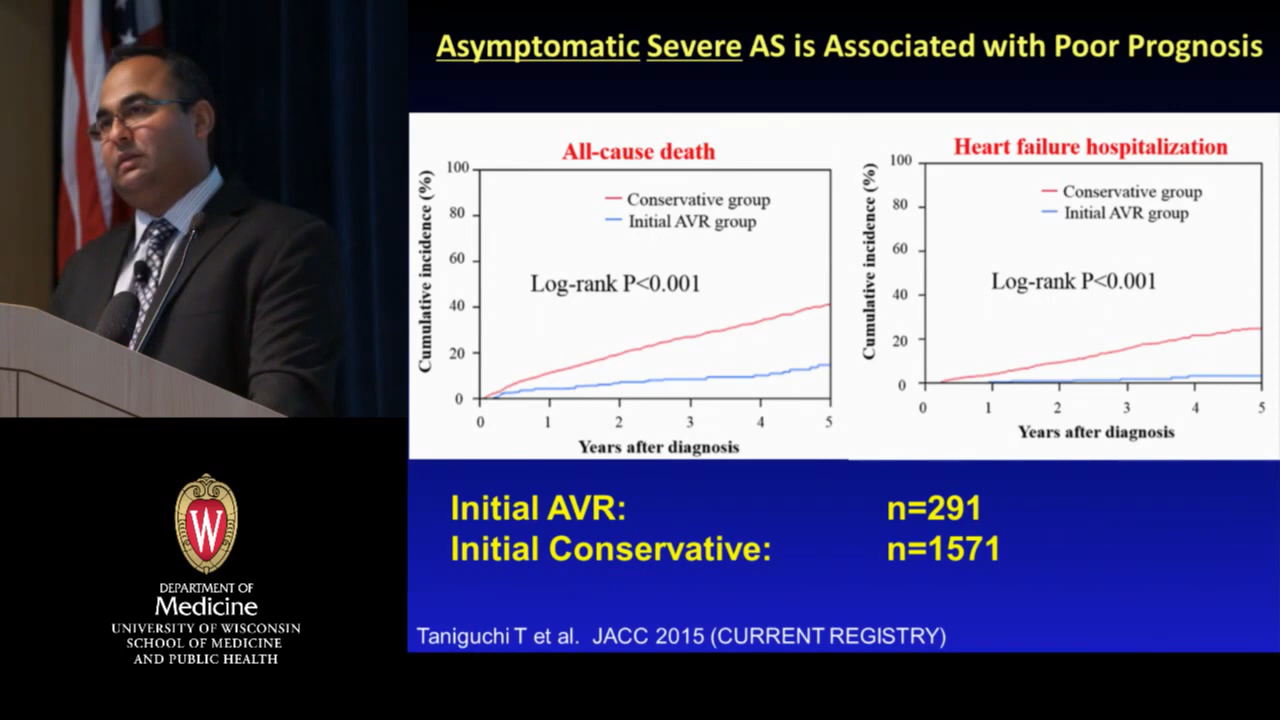 Asymptomatic Severe AS is Associated with Poor Prognosis
All-cause death
Cumulative incidence (%)
100
80
60
40
20
0
Conservative group
Initial AVR group
Log-rank P<0.001
0 1 2 3 4 5
Years after diagnosis
Heart failure hospitalization
Cumulative incidence (%)
100
80
60
40
20
0
Conservative group
Initial AVR group
Log-rank P<0.001
0 1 2 3 4 5
Years after diagnosis
Initial AVR: n=291
Initial Conservative: n=1571
Taniguchi T et al. JACC 2015 (CURRENT REGISTRY)
W
DEPARTMENT OF
Medicine
UNIVERSITY OF WISCONSIN
SCHOOL OF MEDICINE
AND PUBLIC HEALTH